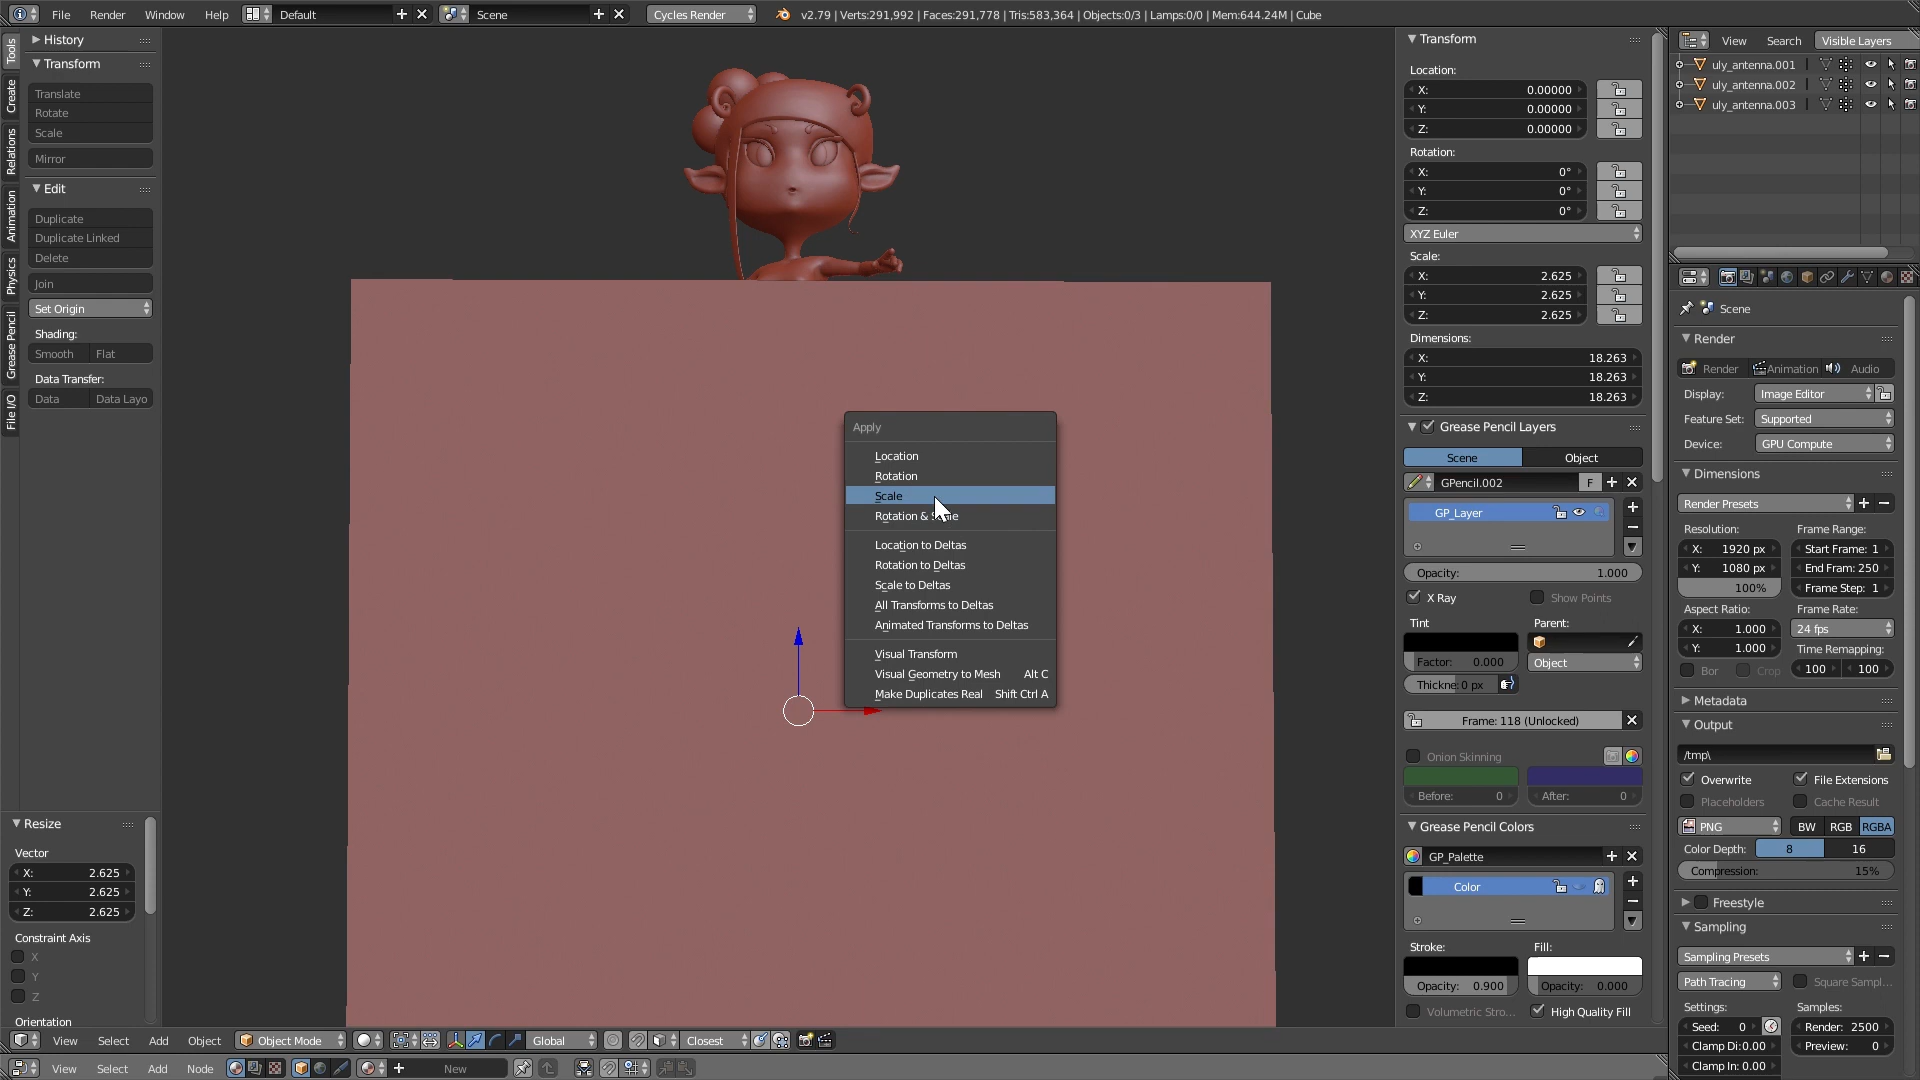 File Render Window Help Default Scene Cycles Render v2.79 | Verts:291,992 | Faces:291,778 | Tris:583,364 | Objects:0/3 | Lamps:0/0 | Mem:644.24M | Cube
Tools
Create
Relations
Animation
Physics
Grease Pencil
File I/O
History
Transform
Translate
Rotate
Scale
Mirror
Edit
Duplicate
Duplicate Linked
Delete
Join
Set Origin
Shading:
Smooth Flat
Data Transfer:
Data Data Layo
Resize
Vector
X: 2.625
Y: 2.625
Z: 2.625
Constraint Axis
X
Y
Z
Orientation
Apply
Location
Rotation
Scale
Rotation &
Location to Deltas
Rotation to Deltas
Scale to Deltas
All Transforms to Deltas
Animated Transforms to Deltas
Visual Transform
Visual Geometry to Mesh Alt C
Make Duplicates Real Shift Ctrl A
Transform
Location:
X: 0.00000
Y: 0.00000
Z: 0.00000
Rotation:
X: 0°
Y: 0°
Z: 0°
XYZ Euler
Scale:
X: 2.625
Y: 2.625
Z: 2.625
Dimensions:
X: 18.263
Y: 18.263
Z: 18.263
Grease Pencil Layers
Scene Object
GPencil.002 F
GP_Layer
Opacity: 1.000
X Ray Show Points
Tint Parent:
Factor: 0.000 Object
Thickne: 0 px
Frame: 118 (Unlocked)
Onion Skinning
Before: 0 After: 0
Grease Pencil Colors
GP_Palette
Color
Stroke: Fill:
Opacity: 0.900 Opacity: 0.000
Volumetric Stro... High Quality Fill
View Search Visible Layers
uly_antenna.001
uly_antenna.002
uly_antenna.003
Scene
Render
Render Animation Audio
Display: Image Editor
Feature Set: Supported
Device: GPU Compute
Dimensions
Render Presets
Resolution: Frame Range:
X: 1920 px Start Frame: 1
Y: 1080 px End Fram: 250
100% Frame Step: 1
Aspect Ratio: Frame Rate:
X: 1.000 24 fps
Y: 1.000 Time Remapping:
Bor Crop 100 100
Metadata
Output
/tmp\
Overwrite File Extensions
Placeholders Cache Result
PNG BW RGB RGBA
Color Depth: 8 16
Compression: 15%
Freestyle
Sampling
Sampling Presets
Path Tracing Square Sampl...
Settings: Samples:
Seed: 0 Render: 2500
Clamp Di:0.00 Preview: 0
Clamp In: 0.00
View Select Add Object Object Mode Global Closest
View Select Add Node New